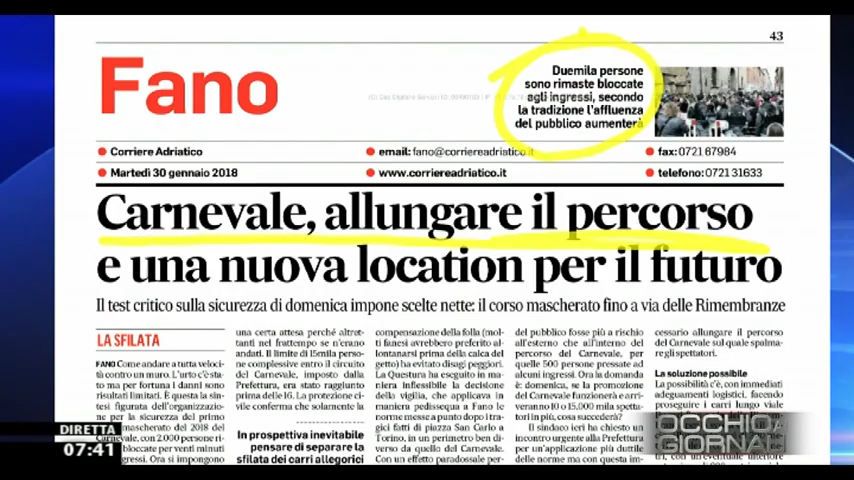 43
Fano
Duemila persone
sono rimaste bloccate
agli ingressi, secondo
la tradizione l'affluenza
del pubblico aumenterà
Corriere Adriatico
email: fano@corriereadriatico.it
fax: 0721 67984
Martedì 30 gennaio 2018
www.corriereadriatico.it
telefono: 0721 31633
Carnevale, allungare il percorso
e una nuova location per il futuro
Il test critico sulla sicurezza di domenica impone scelte nette: il corso mascherato fino a via delle Rimembranze
LA SFILATA
FANO Come andare a tutta veloci-
tà contro un muro. L'urto c'è sta-
to ma per fortuna i danni sono
risultati limitati. È questa la sin-
tesi figurata dell'organizzazio-
ne per la sicurezza del primo
mascherato del 2018 del
Carnevale, con 2.000 persone ri-
bloccate per venti minuti
gressi. Ora si impongono
una certa attesa perché altret-
tanti nel frattempo se n'erano
andati. Il limite di 15mila perso-
ne complessive entro il circuito
del Carnevale, imposto dalla
Prefettura, era stato raggiunto
prima delle 16. La protezione ci-
vile conferma che solamente la
In prospettiva inevitabile
pensare di separare la
sfilata dei carri allegorici
compensazione della folla (mol-
ti fanesi avrebbero preferito al-
lontanarsi prima della calca del
getto) ha evitato disagi peggiori.
La Questura ha eseguito in ma-
niera inflessibile la decisione
della vigilia, che applicava in
maniera pedissequa a Fano le
norme messe a punto dopo i tra-
gici fatti di piazza San Carlo a
Torino, in un perimetro ben di-
verso da quello del Carnevale.
Con un effetto paradossale per-
del pubblico fosse più a rischio
all'esterno che all'interno del
percorso del Carnevale, per
quelle 500 persone pressate ad
alcuni ingressi. Ora la domanda
è: domenica, se la promozione
del Carnevale funzionerà e arri-
veranno 10 o 15.000 mila spetta-
tori in più, cosa succederà?
Il sindaco ieri ha chiesto un
incontro urgente alla Prefettura
per un'applicazione più duttile
delle norme ma con questa im-
cessario allungare il percorso
del Carnevale sul quale spalma-
re gli spettatori.
La soluzione possibile
La possibilità c'è, con immediati
adeguamenti logistici, facendo
proseguire i carri lungo viale
OCCHIO AI
GIORNALI
DIRETTA
07:41